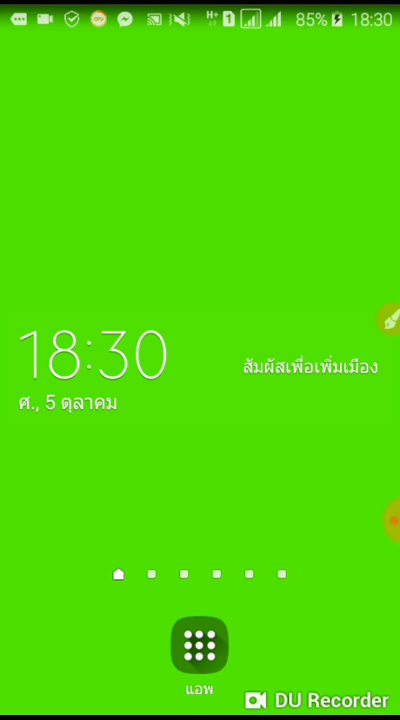 H+ 1 85% 18:30
18:30
สัมผัสเพื่อเพิ่มเมือง
ศ., 5 ตุลาคม
แอพ
DU Recorder